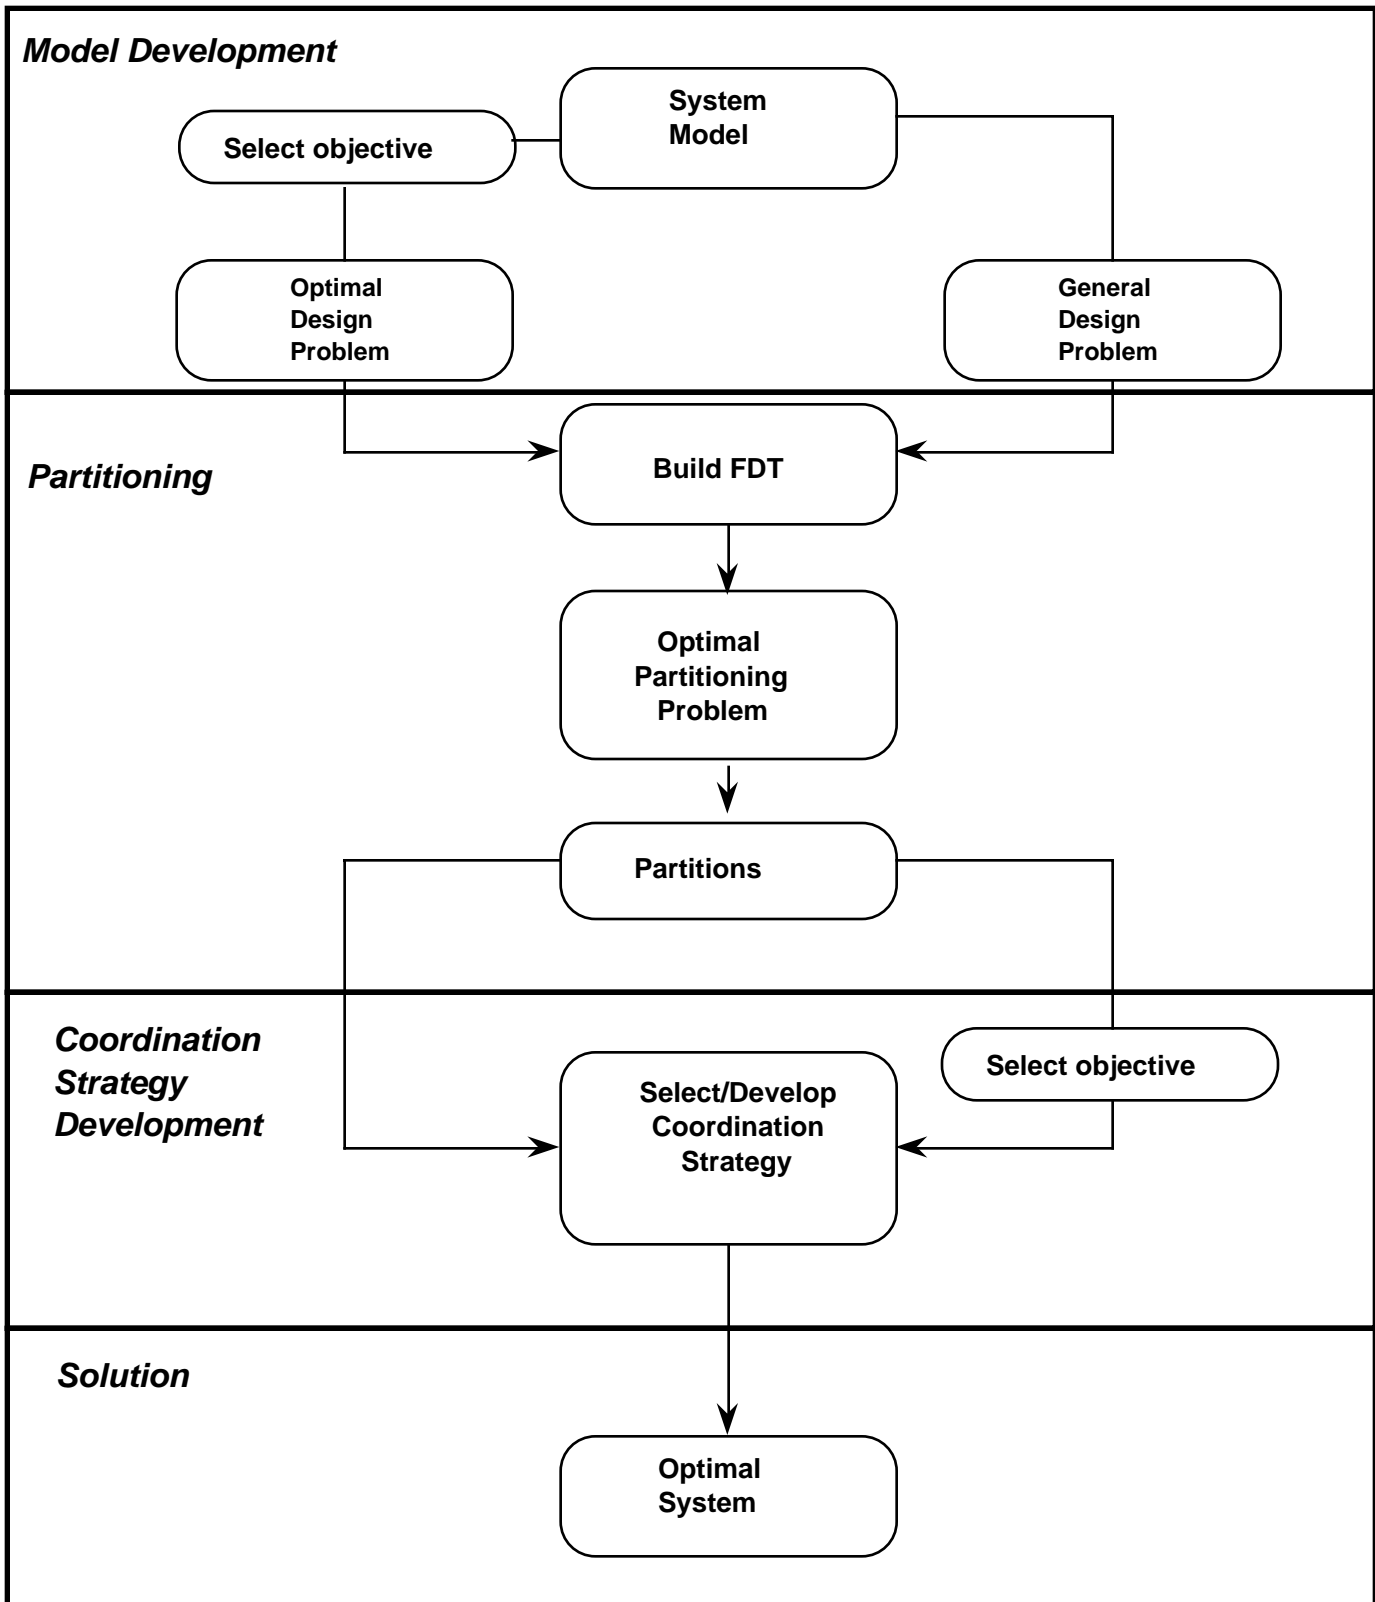 Model Development
System
Model
Select objective
Optimal
Design
Problem
General
Design
Problem
Partitioning
Build FDT
Optimal
Partitioning
Problem
Partitions
Coordination
Strategy
Development
Select objective
Select/Develop
Coordination
Strategy
Solution
Optimal
System